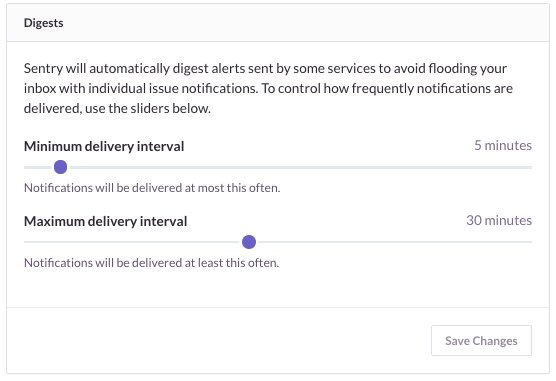 Digests
Sentry will automatically digest alerts sent by some services to avoid flooding your
inbox with individual issue notifications. To control how frequently notifications are
delivered, use the sliders below.
Minimum delivery interval 5 minutes
Notifications will be delivered at most this often.
Maximum delivery interval 30 minutes
Notifications will be delivered at least this often.
Save Changes